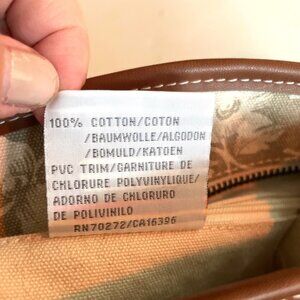 100% COTTON/COTON
/BAUMWOLLE/ALGODON
/BOMULD/KATOEN
PVC TRIM/GARNITURE DE
CHLORURE POLYVINYLIQUE/
ADORNO DE CHLORURO
DE POLIVINILO
RN70272/CA16396